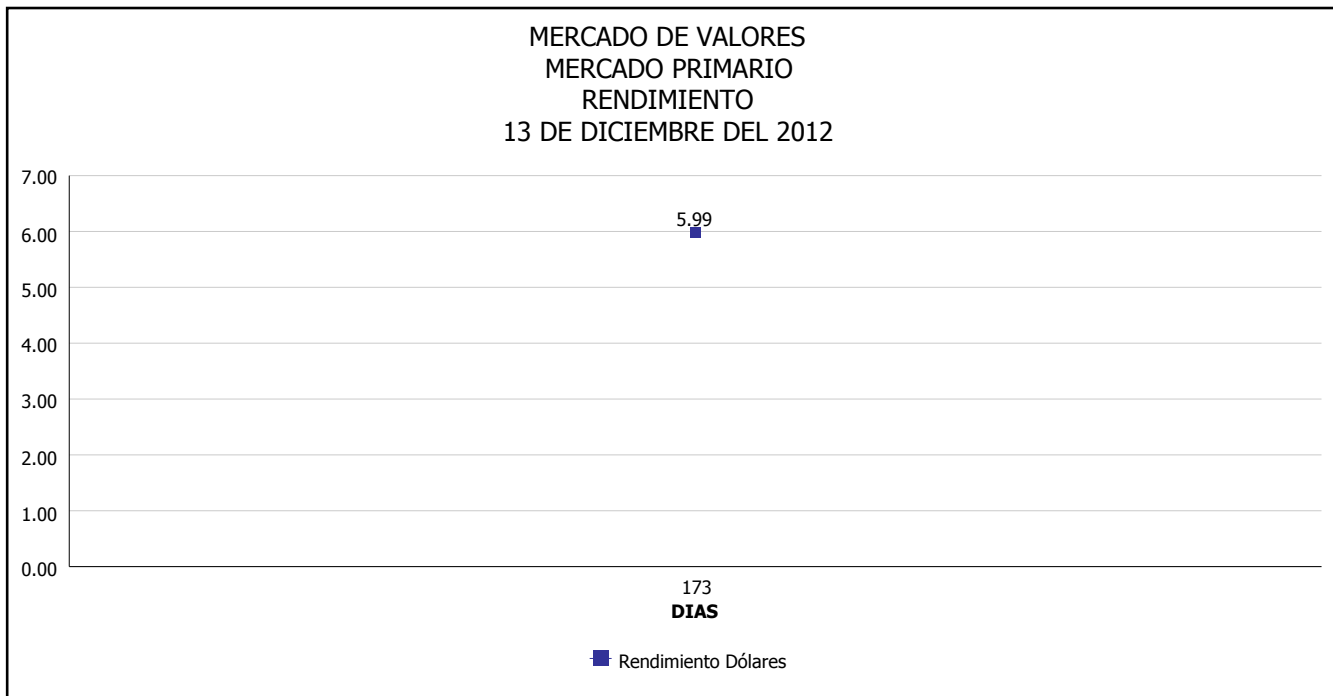 MERCADO DE VALORES
MERCADO PRIMARIO
RENDIMIENTO
13 DE DICIEMBRE DEL 2012
7.00
5.99
6.00
5.00
4.00
3.00
2.00
1.00
0.00
173
DIAS
Rendimiento Dólares